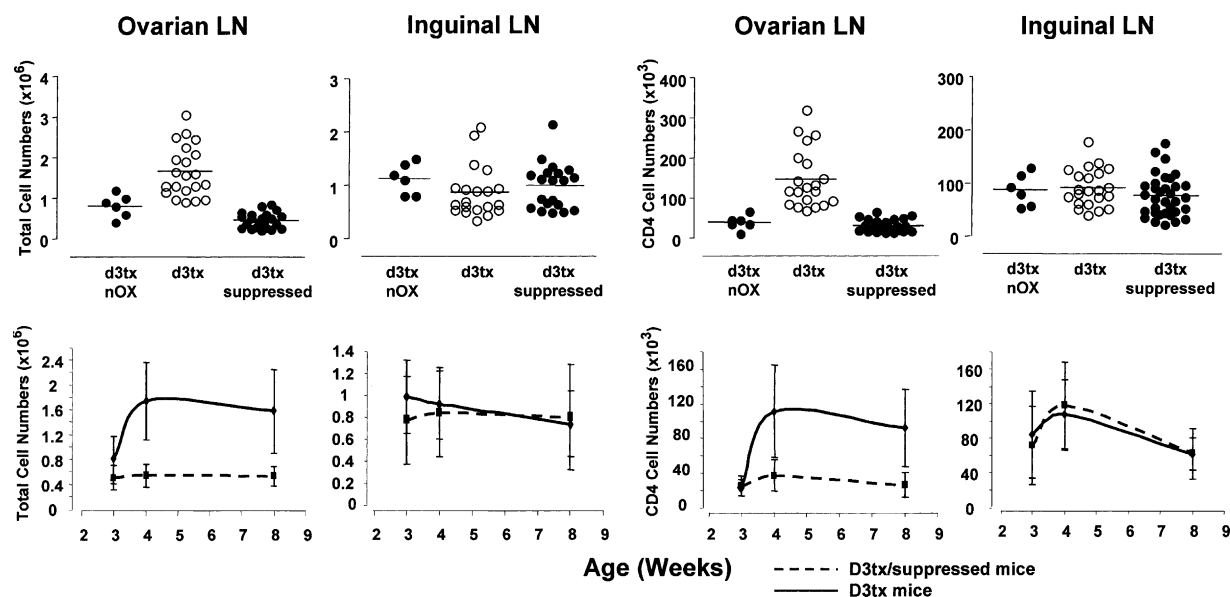 Ovarian LN
Inguinal LN
Ovarian LN
Inguinal LN
Total Cell Numbers (x10⁶)
4
3
2
1
0
d3tx nOX
d3tx
d3tx suppressed
3
2
1
0
d3tx nOX
d3tx
d3tx suppressed
CD4 Cell Numbers (x10³)
400
300
200
100
0
d3tx nOX
d3tx
d3tx suppressed
300
200
100
0
d3tx nOX
d3tx
d3tx suppressed
Total Cell Numbers (x10⁶)
2.4
2
1.6
1.2
0.8
0.4
0
2 3 4 5 6 7 8 9
1.4
1.2
1
0.8
0.6
0.4
0.2
0
2 3 4 5 6 7 8 9
CD4 Cell Numbers (x10³)
160
120
80
40
0
2 3 4 5 6 7 8 9
160
120
80
40
0
2 3 4 5 6 7 8 9
Age (Weeks)
D3tx/suppressed mice
D3tx mice